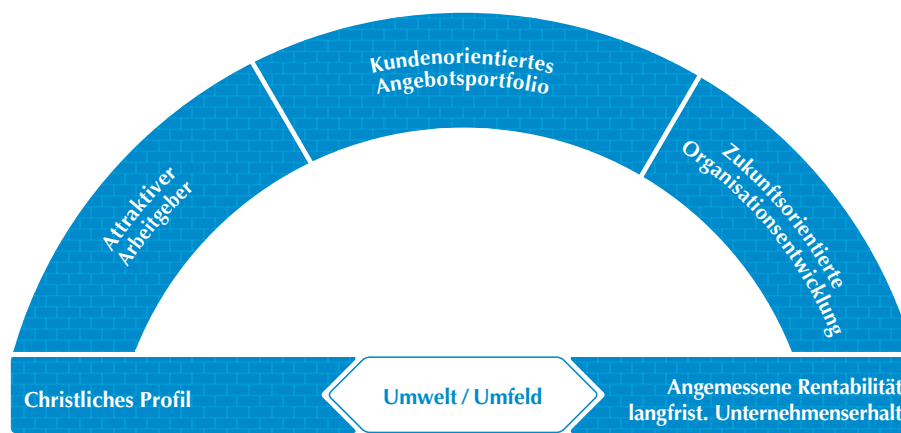 Kundenorientiertes
Angebotsportfolio
Attraktiver
Arbeitgeber
Zukunftsorientierte
Organisationsentwicklung
Christliches Profil
Umwelt / Umfeld
Angemessene Rentabilität
langfrist. Unternehmenserhalt